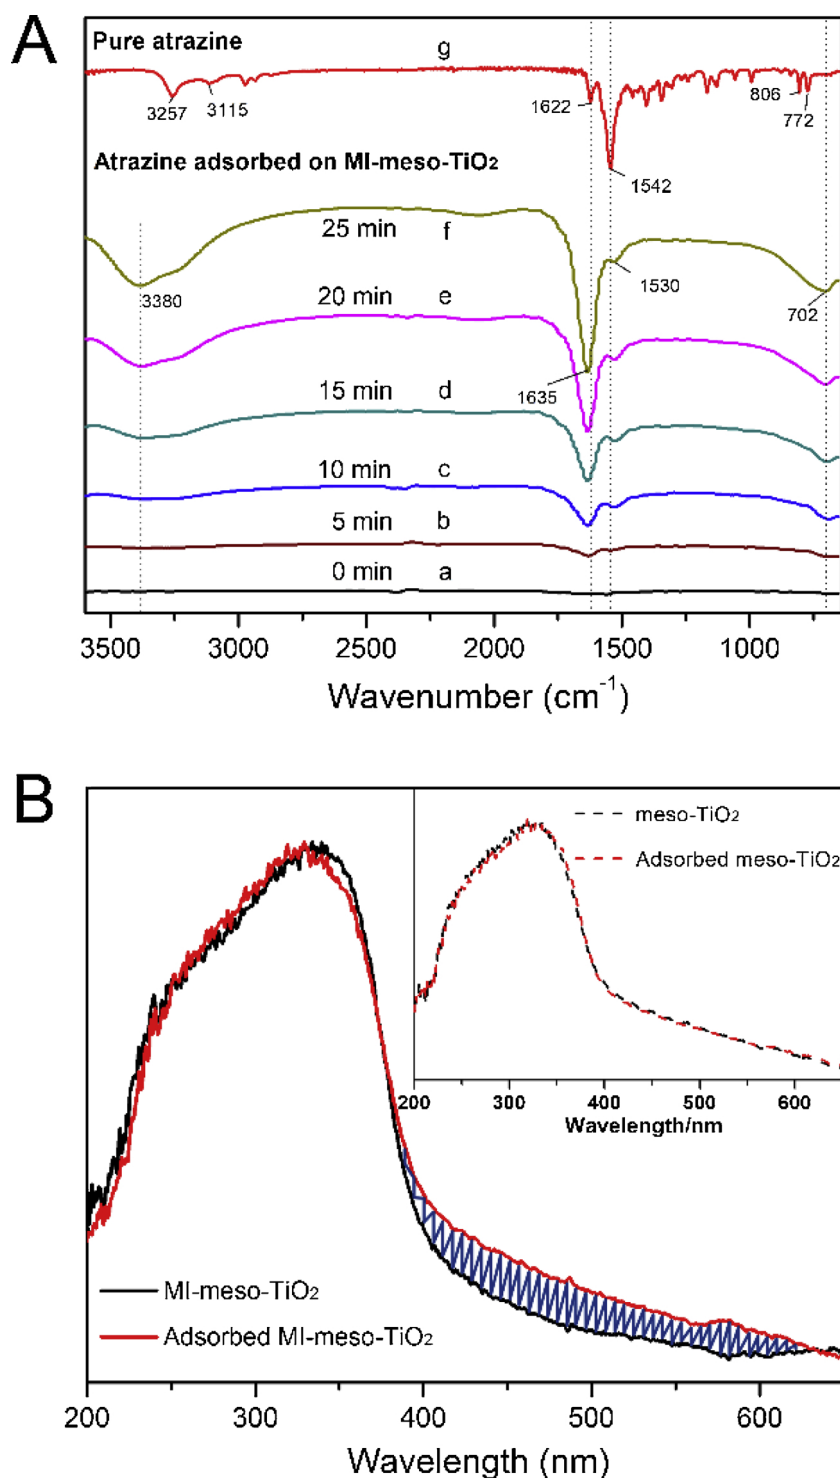 A
Pure atrazine
g
3257
3115
1622
1542
806
772
Atrazine adsorbed on MI-meso-TiO₂
25 min f
3380
1530
702
20 min e
1635
15 min d
10 min c
5 min b
0 min a
3500 3000 2500 2000 1500 1000
Wavenumber (cm⁻¹)
B
meso-TiO₂
Adsorbed meso-TiO₂
200 300 400 500 600
Wavelength/nm
MI-meso-TiO₂
Adsorbed MI-meso-TiO₂
200 300 400 500 600
Wavelength (nm)